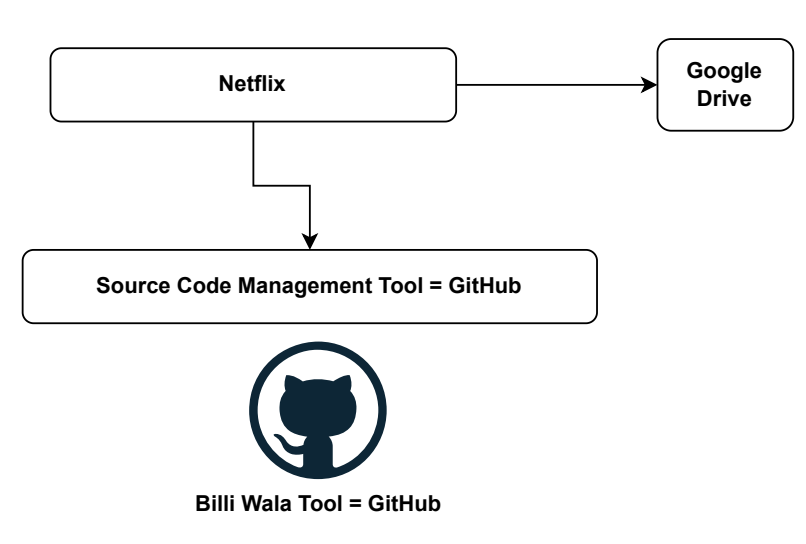 Netflix
Google
Drive
Source Code Management Tool = GitHub
Billi Wala Tool = GitHub